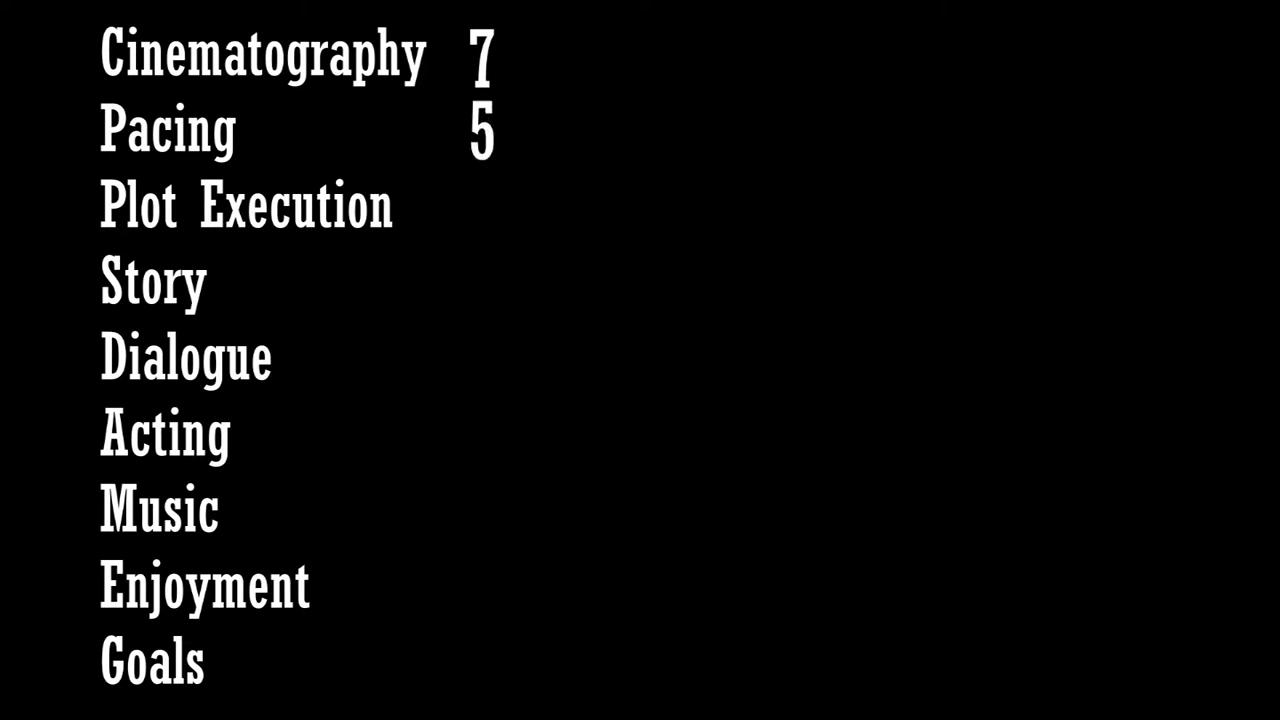 Cinematography 7
Pacing 5
Plot Execution
Story
Dialogue
Acting
Music
Enjoyment
Goals